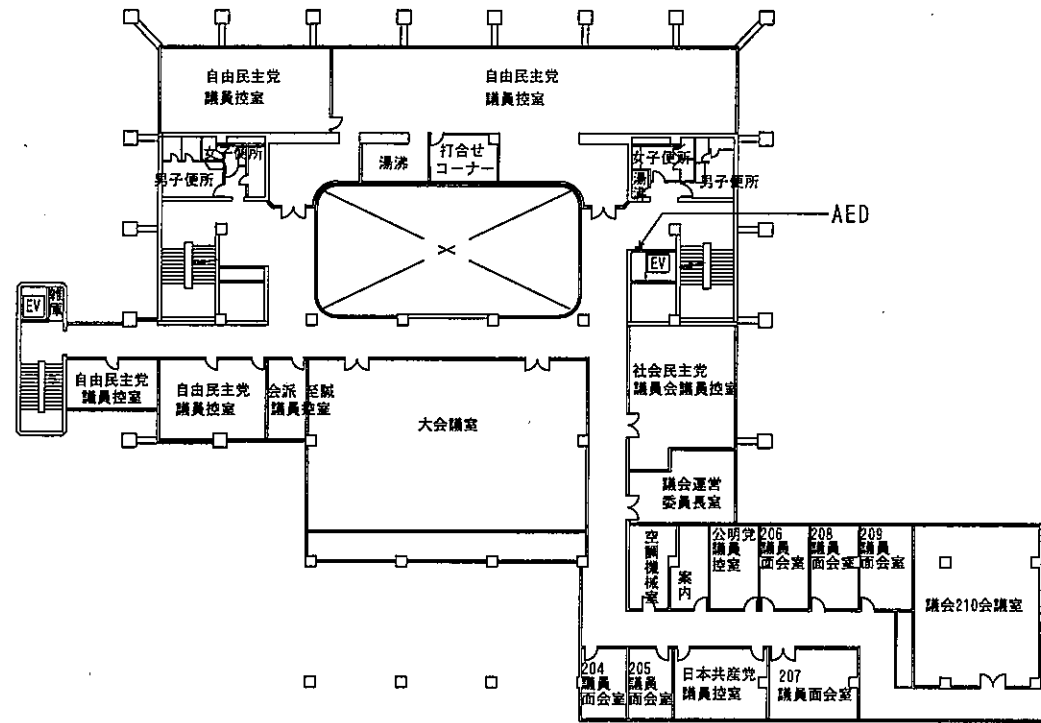 自由民主党
議員控室
自由民主党
議員控室
女子便所
男子便所
湯沸
打合せ
コーナー
女子便所
湯沸
男子便所
AED
EV
EV
雑庫
自由民主党
議員控室
自由民主党
議員控室
会派 至誠
議員控室
大会議室
社会民主党
議員会議員控室
議会運営
委員長室
空調機械室
案内
公明党
議員
控室
206
議員
面会室
208
議員
面会室
209
議員
面会室
議会210会議室
204
議員
面会室
205
議員
面会室
日本共産党
議員控室
207
議員面会室